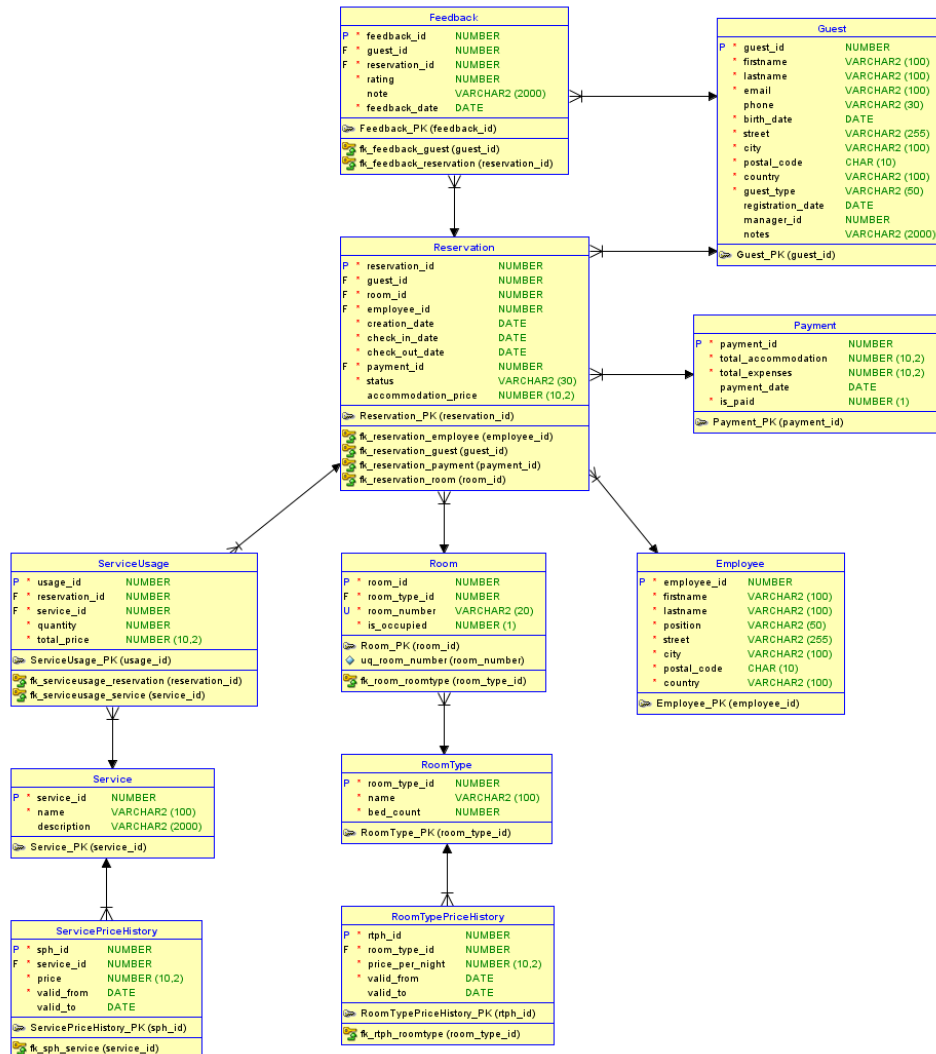 Feedback
P * feedback_id NUMBER
F * guest_id NUMBER
F * reservation_id NUMBER
* rating NUMBER
note VARCHAR2 (2000)
* feedback_date DATE
Feedback_PK (feedback_id)
fk_feedback_guest (guest_id)
fk_feedback_reservation (reservation_id)
Guest
P * guest_id NUMBER
* firstname VARCHAR2 (100)
* lastname VARCHAR2 (100)
* email VARCHAR2 (100)
phone VARCHAR2 (30)
* birth_date DATE
* street VARCHAR2 (255)
* city VARCHAR2 (100)
* postal_code CHAR (10)
* country VARCHAR2 (100)
* guest_type VARCHAR2 (50)
registration_date DATE
manager_id NUMBER
notes VARCHAR2 (2000)
Guest_PK (guest_id)
Reservation
P * reservation_id NUMBER
F * guest_id NUMBER
F * room_id NUMBER
F * employee_id NUMBER
* creation_date DATE
* check_in_date DATE
* check_out_date DATE
F * payment_id NUMBER
* status VARCHAR2 (30)
accommodation_price NUMBER (10,2)
Reservation_PK (reservation_id)
fk_reservation_employee (employee_id)
fk_reservation_guest (guest_id)
fk_reservation_payment (payment_id)
fk_reservation_room (room_id)
Payment
P * payment_id NUMBER
* total_accommodation NUMBER (10,2)
* total_expenses NUMBER (10,2)
payment_date DATE
* is_paid NUMBER (1)
Payment_PK (payment_id)
ServiceUsage
P * usage_id NUMBER
F * reservation_id NUMBER
F * service_id NUMBER
* quantity NUMBER
* total_price NUMBER (10,2)
ServiceUsage_PK (usage_id)
fk_serviceusage_reservation (reservation_id)
fk_serviceusage_service (service_id)
Room
P * room_id NUMBER
F * room_type_id NUMBER
U * room_number VARCHAR2 (20)
* is_occupied NUMBER (1)
Room_PK (room_id)
uq_room_number (room_number)
fk_room_roomtype (room_type_id)
Employee
P * employee_id NUMBER
* firstname VARCHAR2 (100)
* lastname VARCHAR2 (100)
* position VARCHAR2 (50)
* street VARCHAR2 (255)
* city VARCHAR2 (100)
* postal_code CHAR (10)
* country VARCHAR2 (100)
Employee_PK (employee_id)
Service
P * service_id NUMBER
* name VARCHAR2 (100)
description VARCHAR2 (2000)
Service_PK (service_id)
RoomType
P * room_type_id NUMBER
* name VARCHAR2 (100)
* bed_count NUMBER
RoomType_PK (room_type_id)
ServicePriceHistory
P * sph_id NUMBER
F * service_id NUMBER
* price NUMBER (10,2)
* valid_from DATE
valid_to DATE
ServicePriceHistory_PK (sph_id)
fk_sph_service (service_id)
RoomTypePriceHistory
P * rtph_id NUMBER
F * room_type_id NUMBER
* price_per_night NUMBER (10,2)
* valid_from DATE
valid_to DATE
RoomTypePriceHistory_PK (rtph_id)
fk_rtph_roomtype (room_type_id)